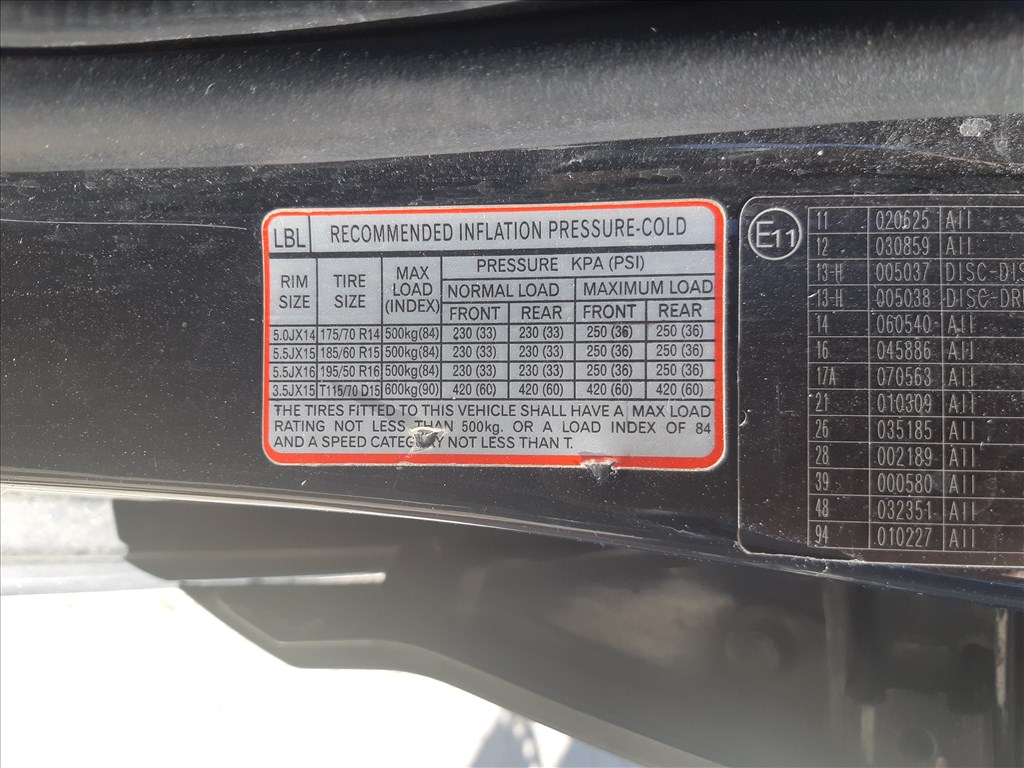 LBL RECOMMENDED INFLATION PRESSURE-COLD
RIM SIZE TIRE SIZE MAX LOAD (INDEX) PRESSURE KPA (PSI)
NORMAL LOAD MAXIMUM LOAD
FRONT REAR FRONT REAR
5.0JX14 175/70 R14 500kg(84) 230 (33) 230 (33) 250 (36) 250 (36)
5.5JX15 185/60 R15 500kg(84) 230 (33) 230 (33) 250 (36) 250 (36)
5.5JX16 195/50 R16 500kg(84) 230 (33) 230 (33) 250 (36) 250 (36)
3.5JX15 T115/70 D15 600kg(90) 420 (60) 420 (60) 420 (60) 420 (60)
THE TIRES FITTED TO THIS VEHICLE SHALL HAVE A MAX LOAD
RATING NOT LESS THAN 500kg. OR A LOAD INDEX OF 84
AND A SPEED CATEGORY NOT LESS THAN T.
E11
11 020625 All
12 030859 All
13-H 005037 DISC-DIS
13-H 005038 DISC-DR
14 060540 All
16 045886 All
17A 070563 All
21 010309 All
26 035185 All
28 002189 All
39 000580 All
48 032351 All
94 010227 All